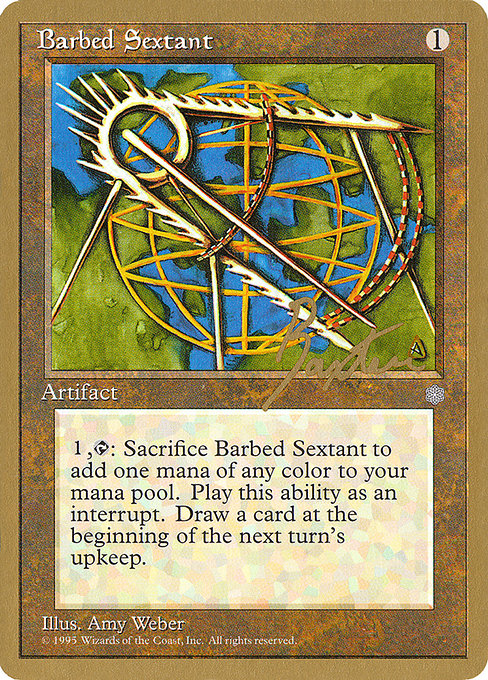 Barbed Sextant 1
Baxter
Artifact
1,: Sacrifice Barbed Sextant to
add one mana of any color to your
mana pool. Play this ability as an
interrupt. Draw a card at the
beginning of the next turn's
upkeep.
Illus. Amy Weber
© 1995 Wizards of the Coast, Inc. All rights reserved.